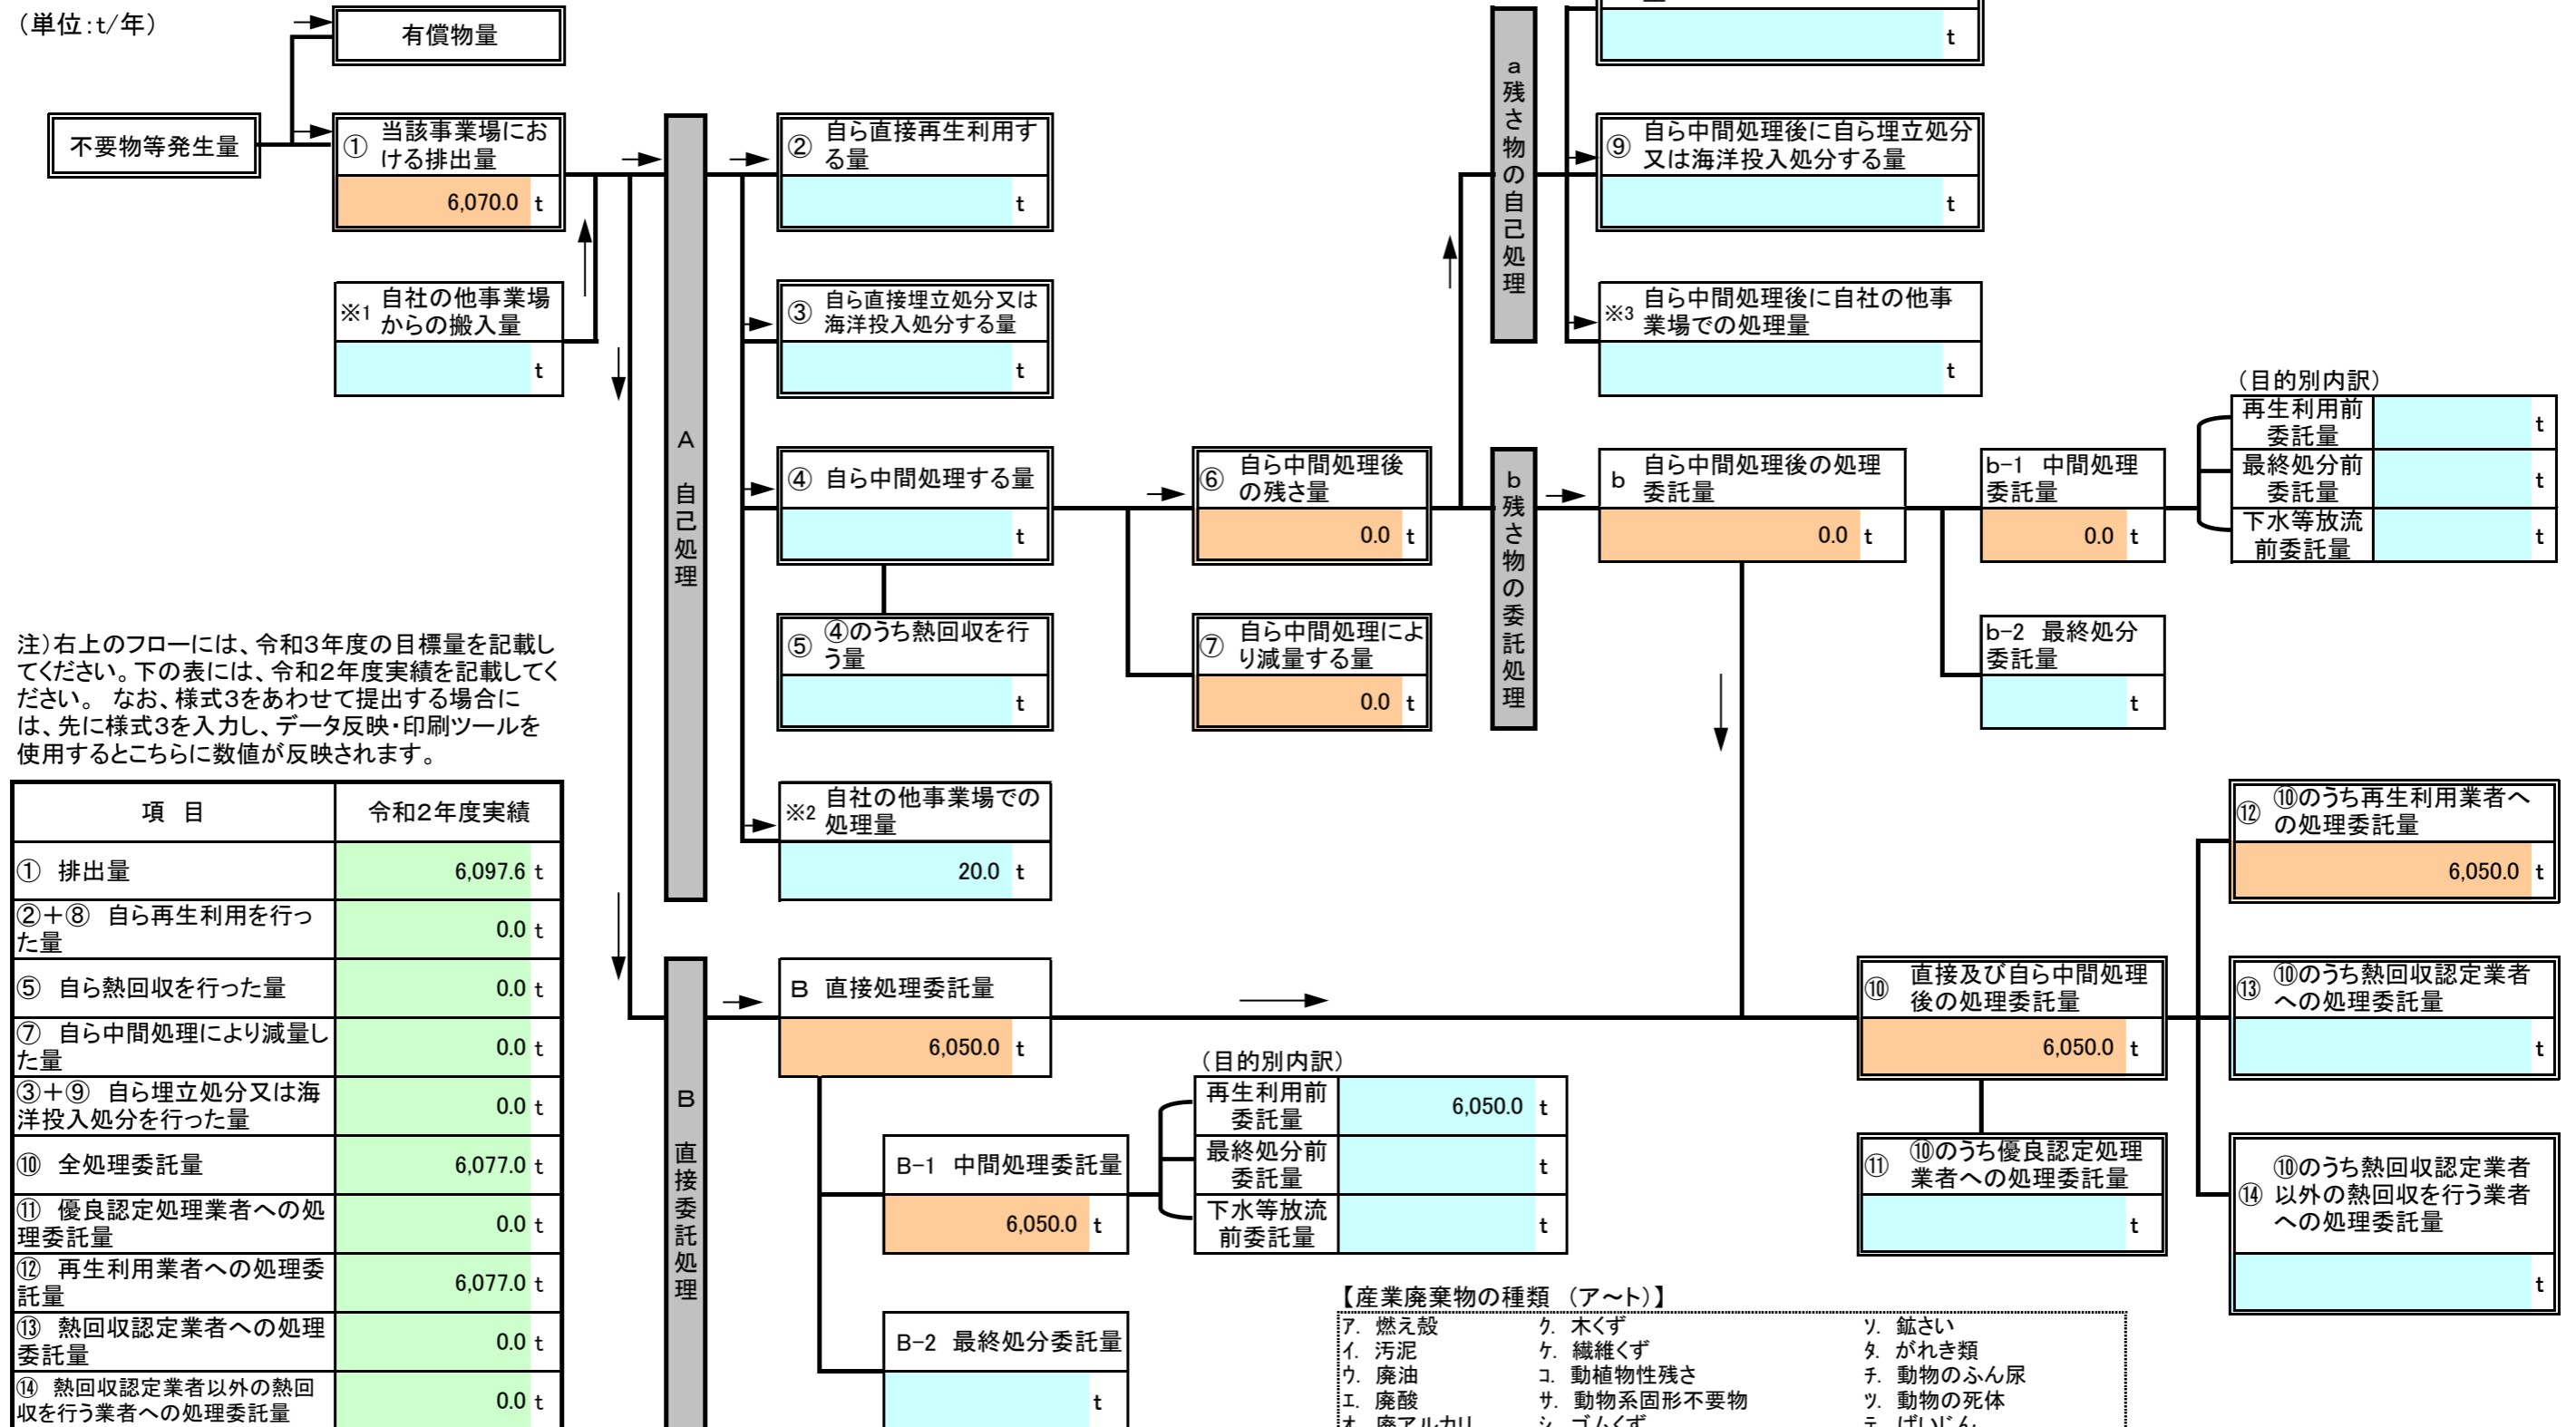 (単位:t/年)
有償物量
不要物等発生量
① 当該事業場にお
ける排出量
6,070.0 t
※1 自社の他事業場
からの搬入量
t
A 自己処理
② 自ら直接再生利用す
る量
t
③ 自ら直接埋立処分又は
海洋投入処分する量
t
④ 自ら中間処理する量
t
⑤ ④のうち熱回収を行
う量
t
※2 自社の他事業場での
処理量
20.0 t
⑥ 自ら中間処理後
の残さ量
0.0 t
⑦ 自ら中間処理によ
り減量する量
0.0 t
a 残さ物の自己処理
t
⑨ 自ら中間処理後に自ら埋立処分
又は海洋投入処分する量
t
※3 自ら中間処理後に自社の他事
業場での処理量
t
b 残さ物の委託処理
b 自ら中間処理後の処理
委託量
0.0 t
b-1 中間処理
委託量
0.0 t
b-2 最終処分
委託量
t
(目的別内訳)
再生利用前
委託量
t
最終処分前
委託量
t
下水等放流
前委託量
t
注)右上のフローには、令和3年度の目標量を記載し
てください。下の表には、令和2年度実績を記載してく
ださい。 なお、様式3をあわせて提出する場合に
は、先に様式3を入力し、データ反映・印刷ツールを
使用するとこちらに数値が反映されます。
項 目 令和2年度実績
① 排出量 6,097.6 t
②+⑧ 自ら再生利用を行っ
た量 0.0 t
⑤ 自ら熱回収を行った量 0.0 t
⑦ 自ら中間処理により減量し
た量 0.0 t
③+⑨ 自ら埋立処分又は海
洋投入処分を行った量 0.0 t
⑩ 全処理委託量 6,077.0 t
⑪ 優良認定処理業者への処
理委託量 0.0 t
⑫ 再生利用業者への処理委
託量 6,077.0 t
⑬ 熱回収認定業者への処理
委託量 0.0 t
⑭ 熱回収認定業者以外の熱回
収を行う業者への処理委託量 0.0 t
B 直接委託処理
B 直接処理委託量
6,050.0 t
B-1 中間処理委託量
6,050.0 t
B-2 最終処分委託量
t
(目的別内訳)
再生利用前
委託量
6,050.0 t
最終処分前
委託量
t
下水等放流
前委託量
t
⑩ 直接及び自ら中間処理
後の処理委託量
6,050.0 t
⑪ ⑩のうち優良認定処理
業者への処理委託量
t
⑫ ⑩のうち再生利用業者へ
の処理委託量
6,050.0 t
⑬ ⑩のうち熱回収認定業者
への処理委託量
t
⑭ ⑩のうち熱回収認定業者
以外の熱回収を行う業者
への処理委託量
t
【産業廃棄物の種類 (ア~ト)】
ア. 燃え殻 ク. 木くず ソ. 鉱さい
イ. 汚泥 ケ. 繊維くず タ. がれき類
ウ. 廃油 コ. 動植物性残さ チ. 動物のふん尿
エ. 廃酸 サ. 動物系固形不要物 ツ. 動物の死体
オ. 廃アルカリ シ. ゴムくず テ. ばいじん